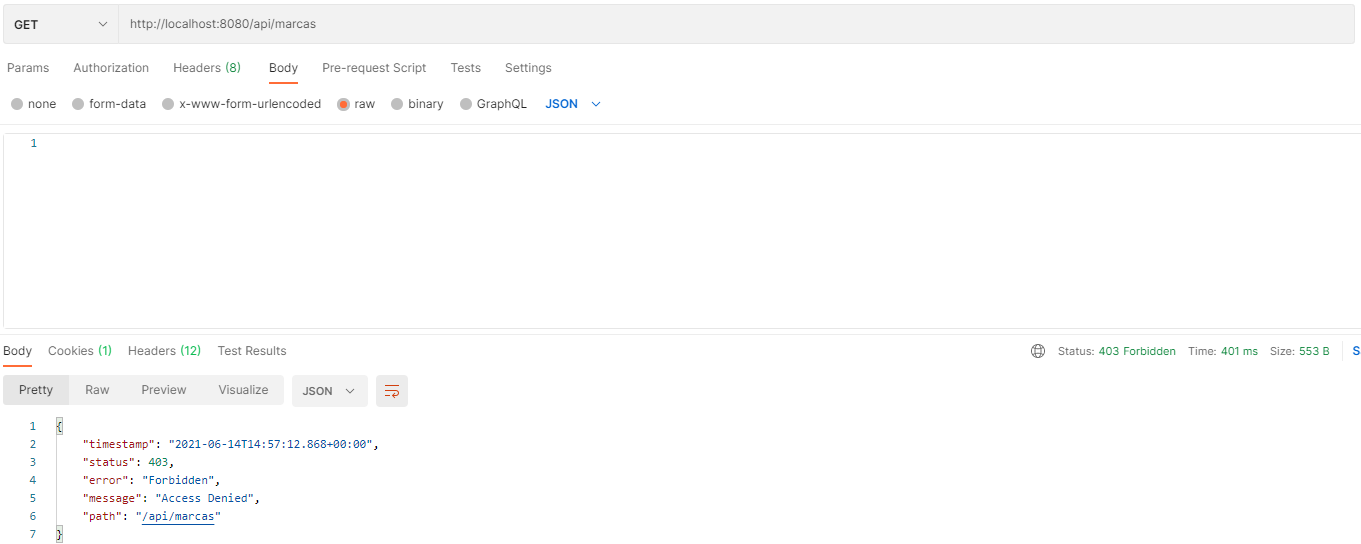 GET http://localhost:8080/api/marcas
Params Authorization Headers (8) Body Pre-request Script Tests Settings
none form-data x-www-form-urlencoded raw binary GraphQL JSON
1
Body Cookies (1) Headers (12) Test Results Status: 403 Forbidden Time: 401 ms Size: 553 B S
Pretty Raw Preview Visualize JSON
1 {
2 "timestamp": "2021-06-14T14:57:12.868+00:00",
3 "status": 403,
4 "error": "Forbidden",
5 "message": "Access Denied",
6 "path": "/api/marcas"
7 }